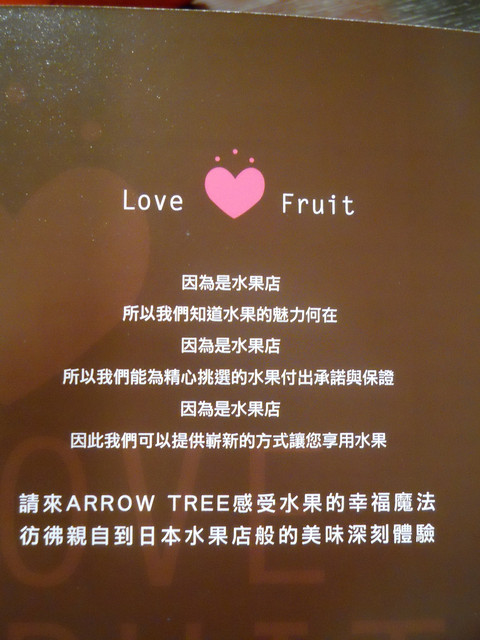 Love Fruit
因為是水果店
所以我們知道水果的魅力何在
因為是水果店
所以我們能為精心挑選的水果付出承諾與保證
因為是水果店
因此我們可以提供嶄新的方式讓您享用水果
請來ARROW TREE感受水果的幸福魔法
彷彿親自到日本水果店般的美味深刻體驗
LOVE